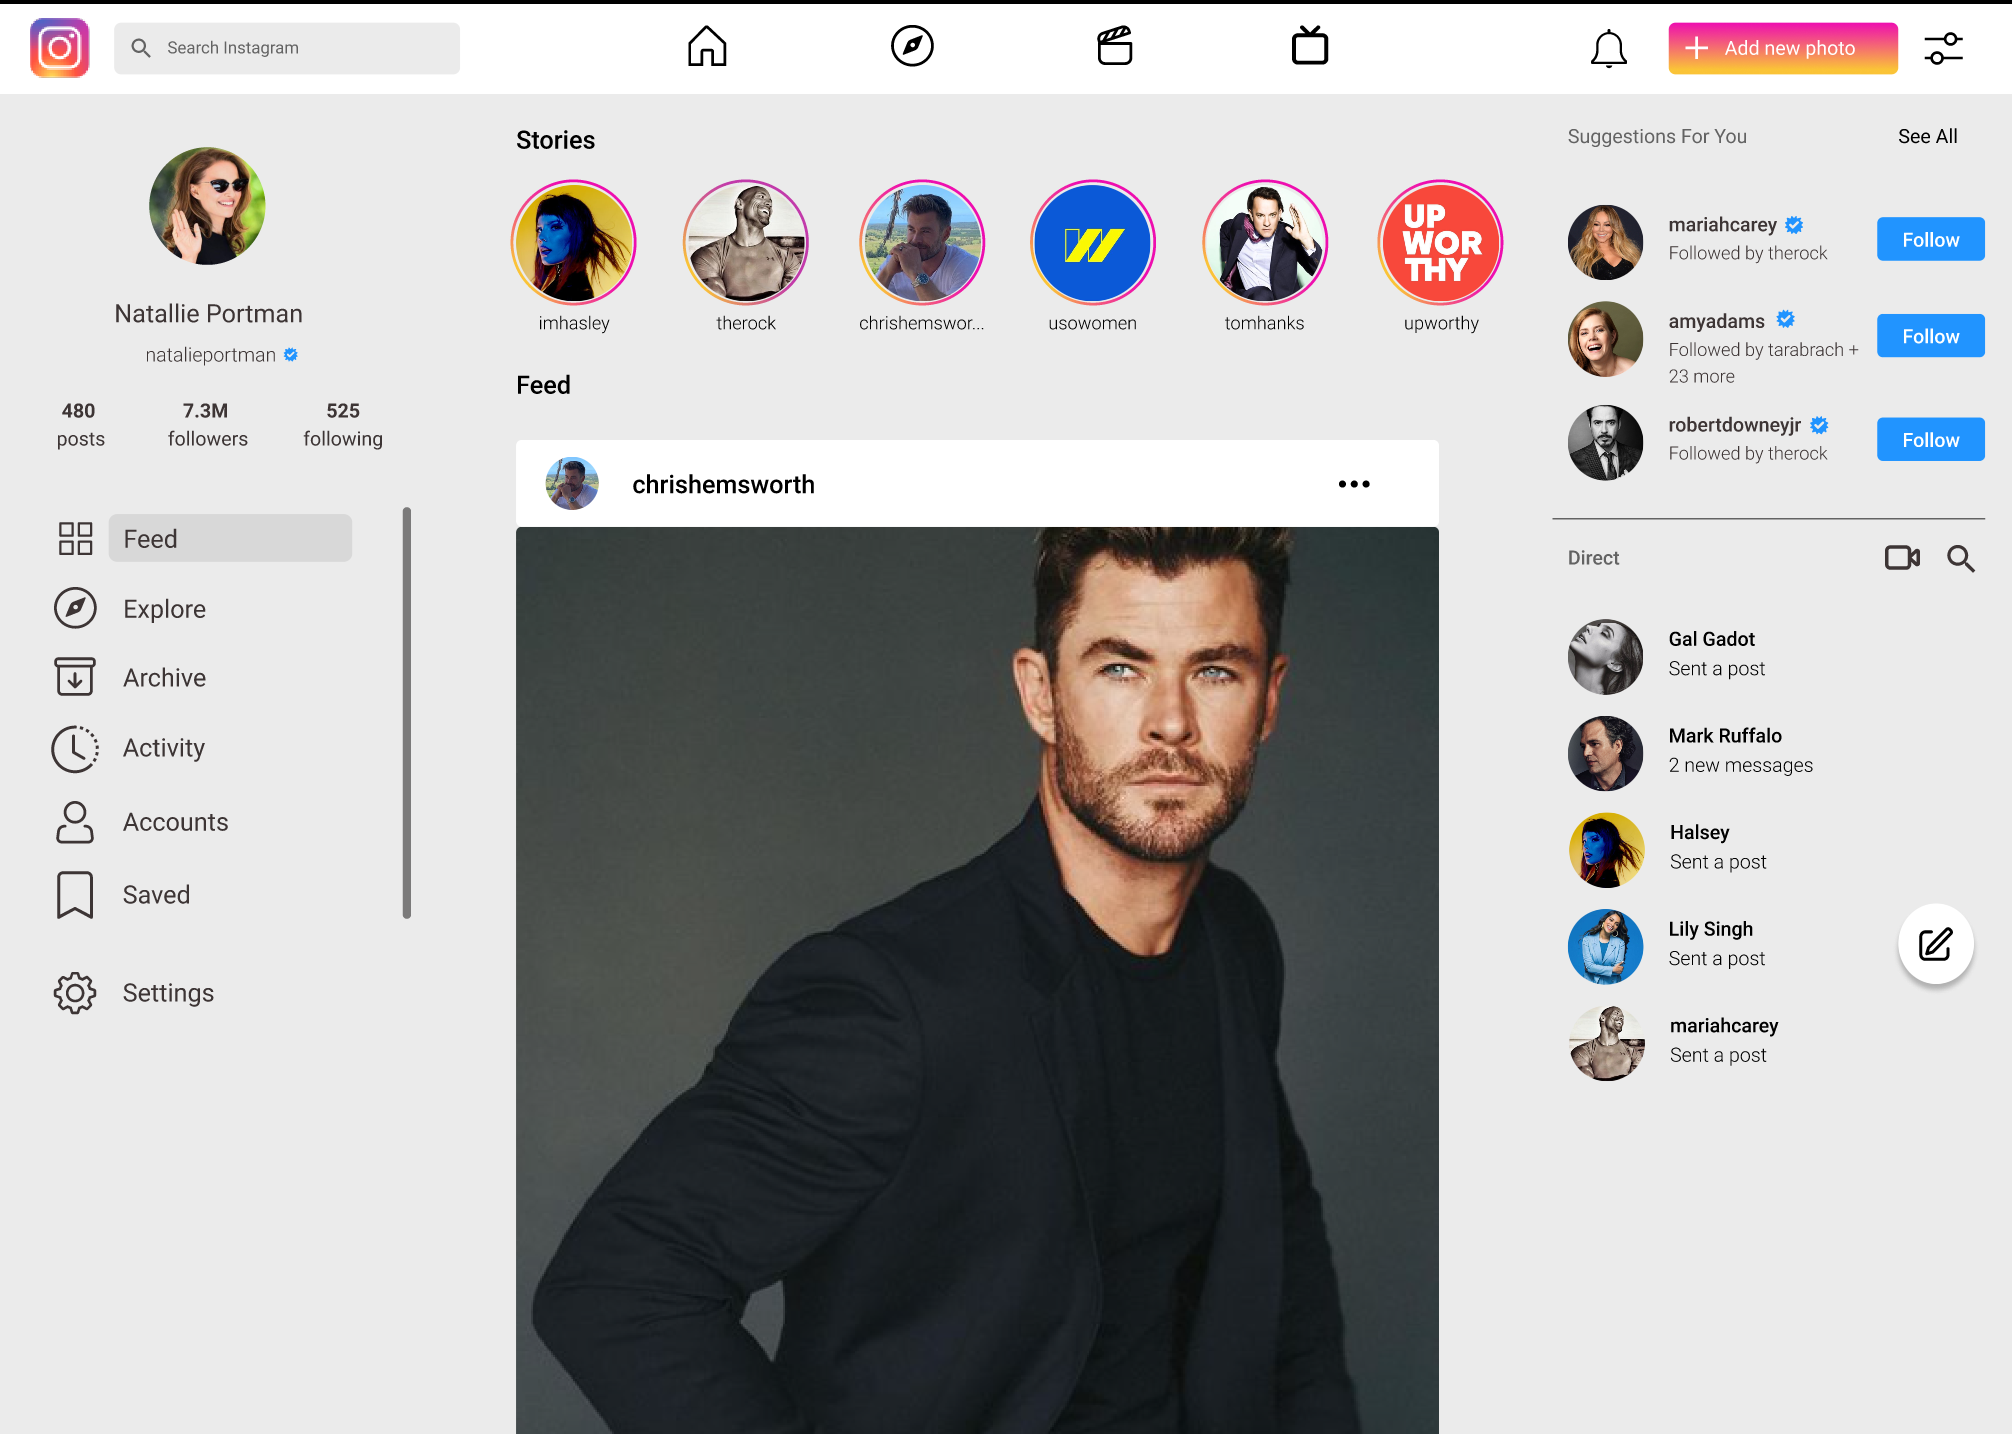 Search Instagram
Add new photo
Natallie Portman
natalieportman
480
posts
7.3M
followers
525
following
Feed
Explore
Archive
Activity
Accounts
Saved
Settings
Stories
imhasley
therock
chrishemswor...
usowomen
tomhanks
UP
WOR
THY
upworthy
Feed
chrishemsworth
Suggestions For You
See All
mariahcarey
Followed by therock
Follow
amyadams
Followed by tarabrach +
23 more
Follow
robertdowneyjr
Followed by therock
Follow
Direct
Gal Gadot
Sent a post
Mark Ruffalo
2 new messages
Halsey
Sent a post
Lily Singh
Sent a post
mariahcarey
Sent a post